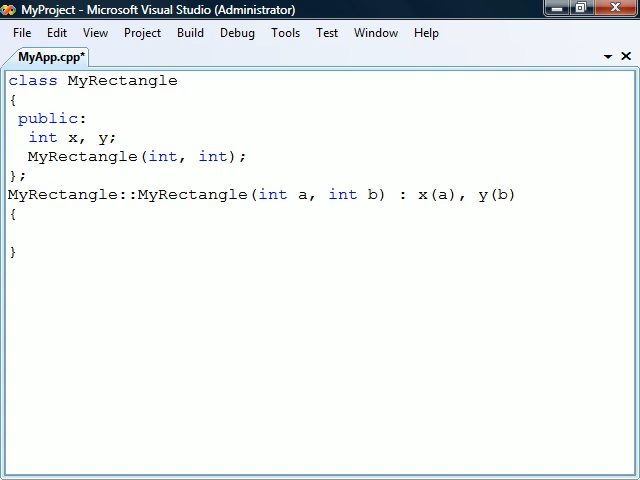 MyProject - Microsoft Visual Studio (Administrator)
File Edit View Project Build Debug Tools Test Window Help
MyApp.cpp*
class MyRectangle
{
 public:
  int x, y;
  MyRectangle(int, int);
};
MyRectangle::MyRectangle(int a, int b) : x(a), y(b)
{
}